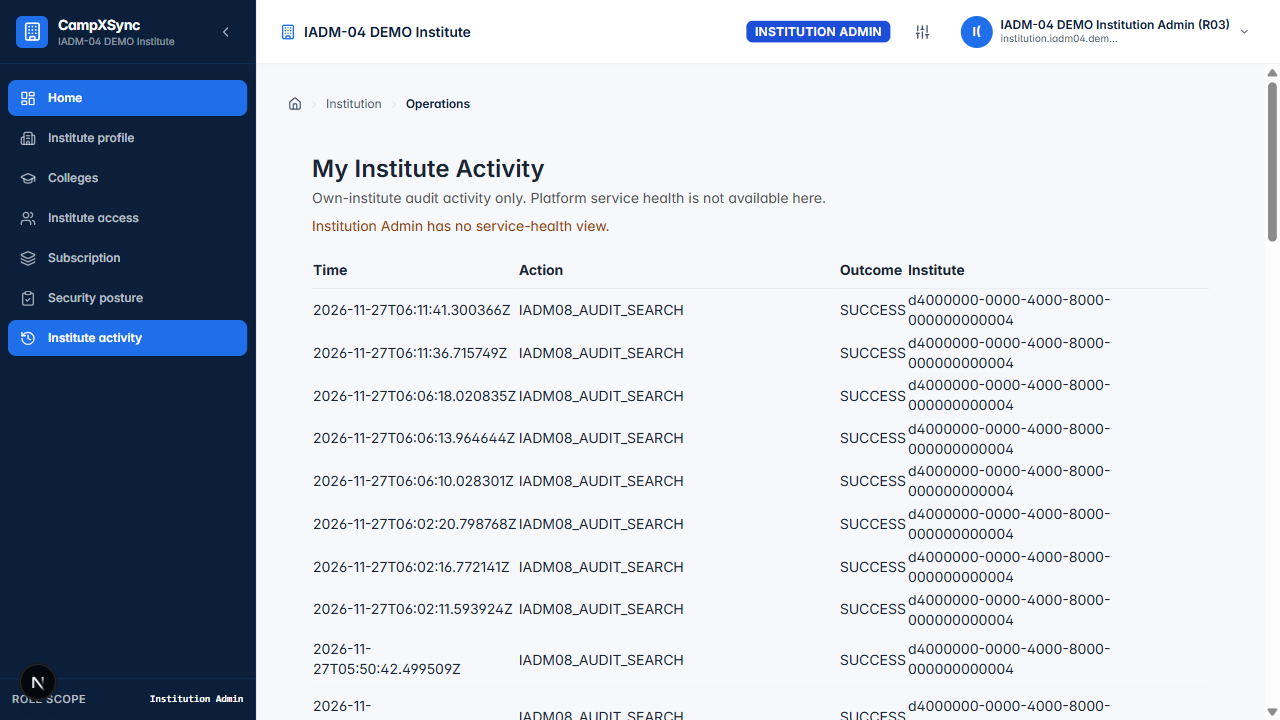 CampXSync
IADM-04 DEMO Institute
IADM-04 DEMO Institute
INSTITUTION ADMIN
I(
IADM-04 DEMO Institution Admin (R03)
institution.iadm04.dem...
Home
Institute profile
Colleges
Institute access
Subscription
Security posture
Institute activity
N
ROLE SCOPE
Institution Admin
Institution
Operations
My Institute Activity
Own-institute audit activity only. Platform service health is not available here.
Institution Admin has no service-health view.
Time Action Outcome Institute
2026-11-27T06:11:41.300366Z IADM08_AUDIT_SEARCH SUCCESS d4000000-0000-4000-8000-
000000000004
2026-11-27T06:11:36.715749Z IADM08_AUDIT_SEARCH SUCCESS d4000000-0000-4000-8000-
000000000004
2026-11-27T06:06:18.020835Z IADM08_AUDIT_SEARCH SUCCESS d4000000-0000-4000-8000-
000000000004
2026-11-27T06:06:13.964644Z IADM08_AUDIT_SEARCH SUCCESS d4000000-0000-4000-8000-
000000000004
2026-11-27T06:06:10.028301Z IADM08_AUDIT_SEARCH SUCCESS d4000000-0000-4000-8000-
000000000004
2026-11-27T06:02:20.798768Z IADM08_AUDIT_SEARCH SUCCESS d4000000-0000-4000-8000-
000000000004
2026-11-27T06:02:16.772141Z IADM08_AUDIT_SEARCH SUCCESS d4000000-0000-4000-8000-
000000000004
2026-11-27T06:02:11.593924Z IADM08_AUDIT_SEARCH SUCCESS d4000000-0000-4000-8000-
000000000004
2026-11-
27T05:50:42.499509Z IADM08_AUDIT_SEARCH SUCCESS d4000000-0000-4000-8000-
000000000004
2026-11- IADM08_AUDIT_SEARCH SUCCESS d4000000-0000-4000-8000-